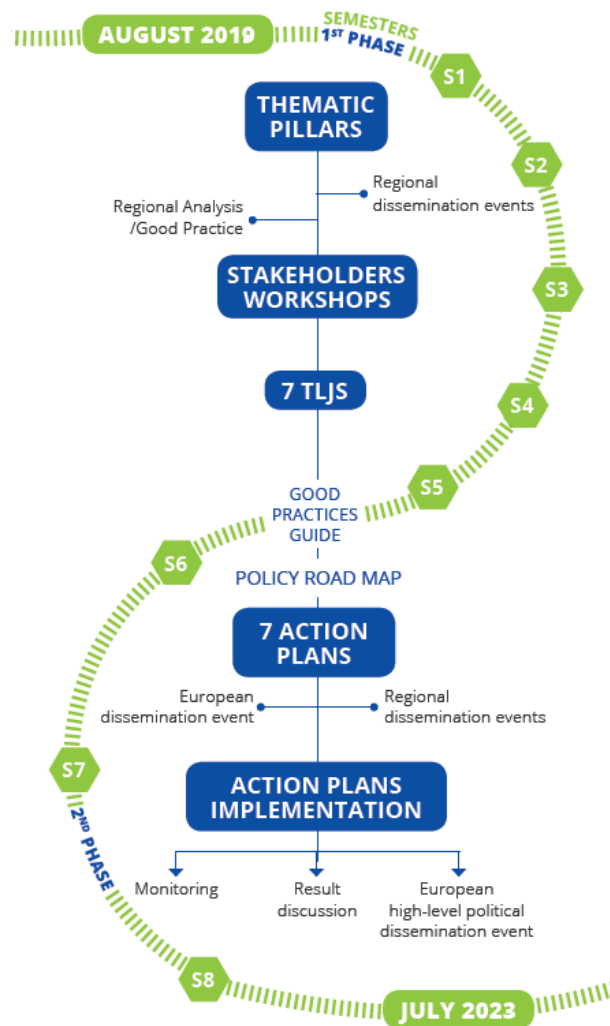 AUGUST 2019
SEMESTERS
1ST PHASE
S1
THEMATIC
PILLARS
S2
Regional
dissemination events
Regional Analysis
/Good Practice
STAKEHOLDERS
WORKSHOPS
S3
7 TLJS
S4
S5
GOOD
PRACTICES
GUIDE
S6
POLICY ROAD MAP
7 ACTION
PLANS
European
dissemination event
Regional
dissemination events
S7
ACTION PLANS
IMPLEMENTATION
2ND PHASE
Monitoring
Result
discussion
European
high-level political
dissemination event
S8
JULY 2023